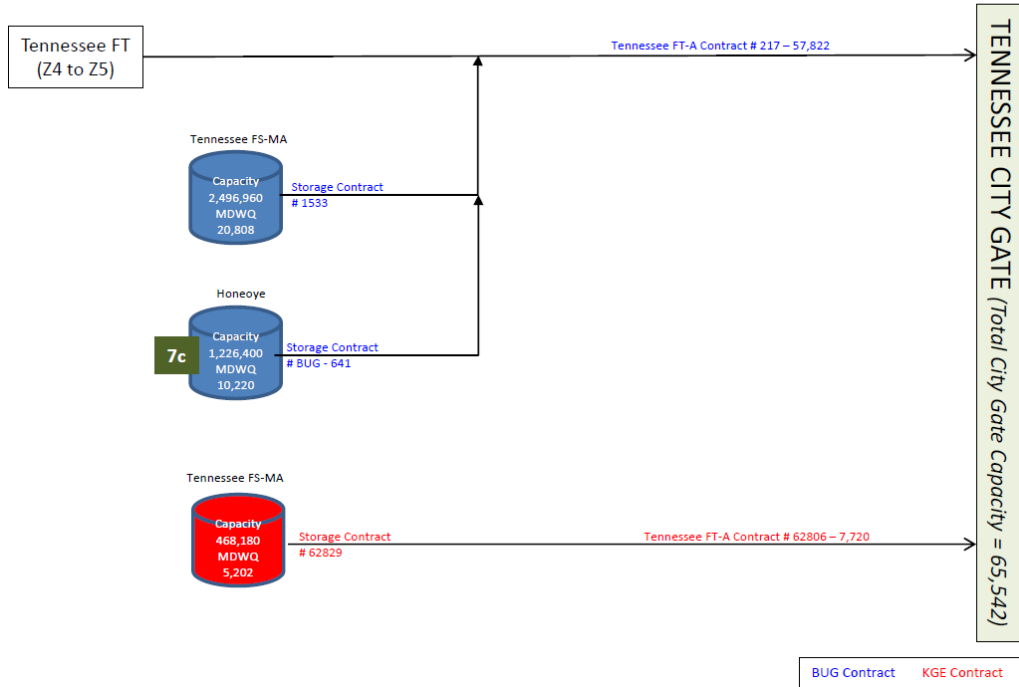 Tennessee FT
(Z4 to Z5)
Tennessee FT-A Contract # 217 – 57,822
Tennessee FS-MA
Capacity
2,496,960
MDWQ
20,808
Storage Contract
# 1533
Honeoye
7c
Capacity
1,226,400
MDWQ
10,220
Storage Contract
# BUG - 641
Tennessee FS-MA
Capacity
468,180
MDWQ
5,202
Storage Contract
# 62829
Tennessee FT-A Contract # 62806 – 7,720
TENNESSEE CITY GATE (Total City Gate Capacity = 65,542)
BUG Contract KGE Contract